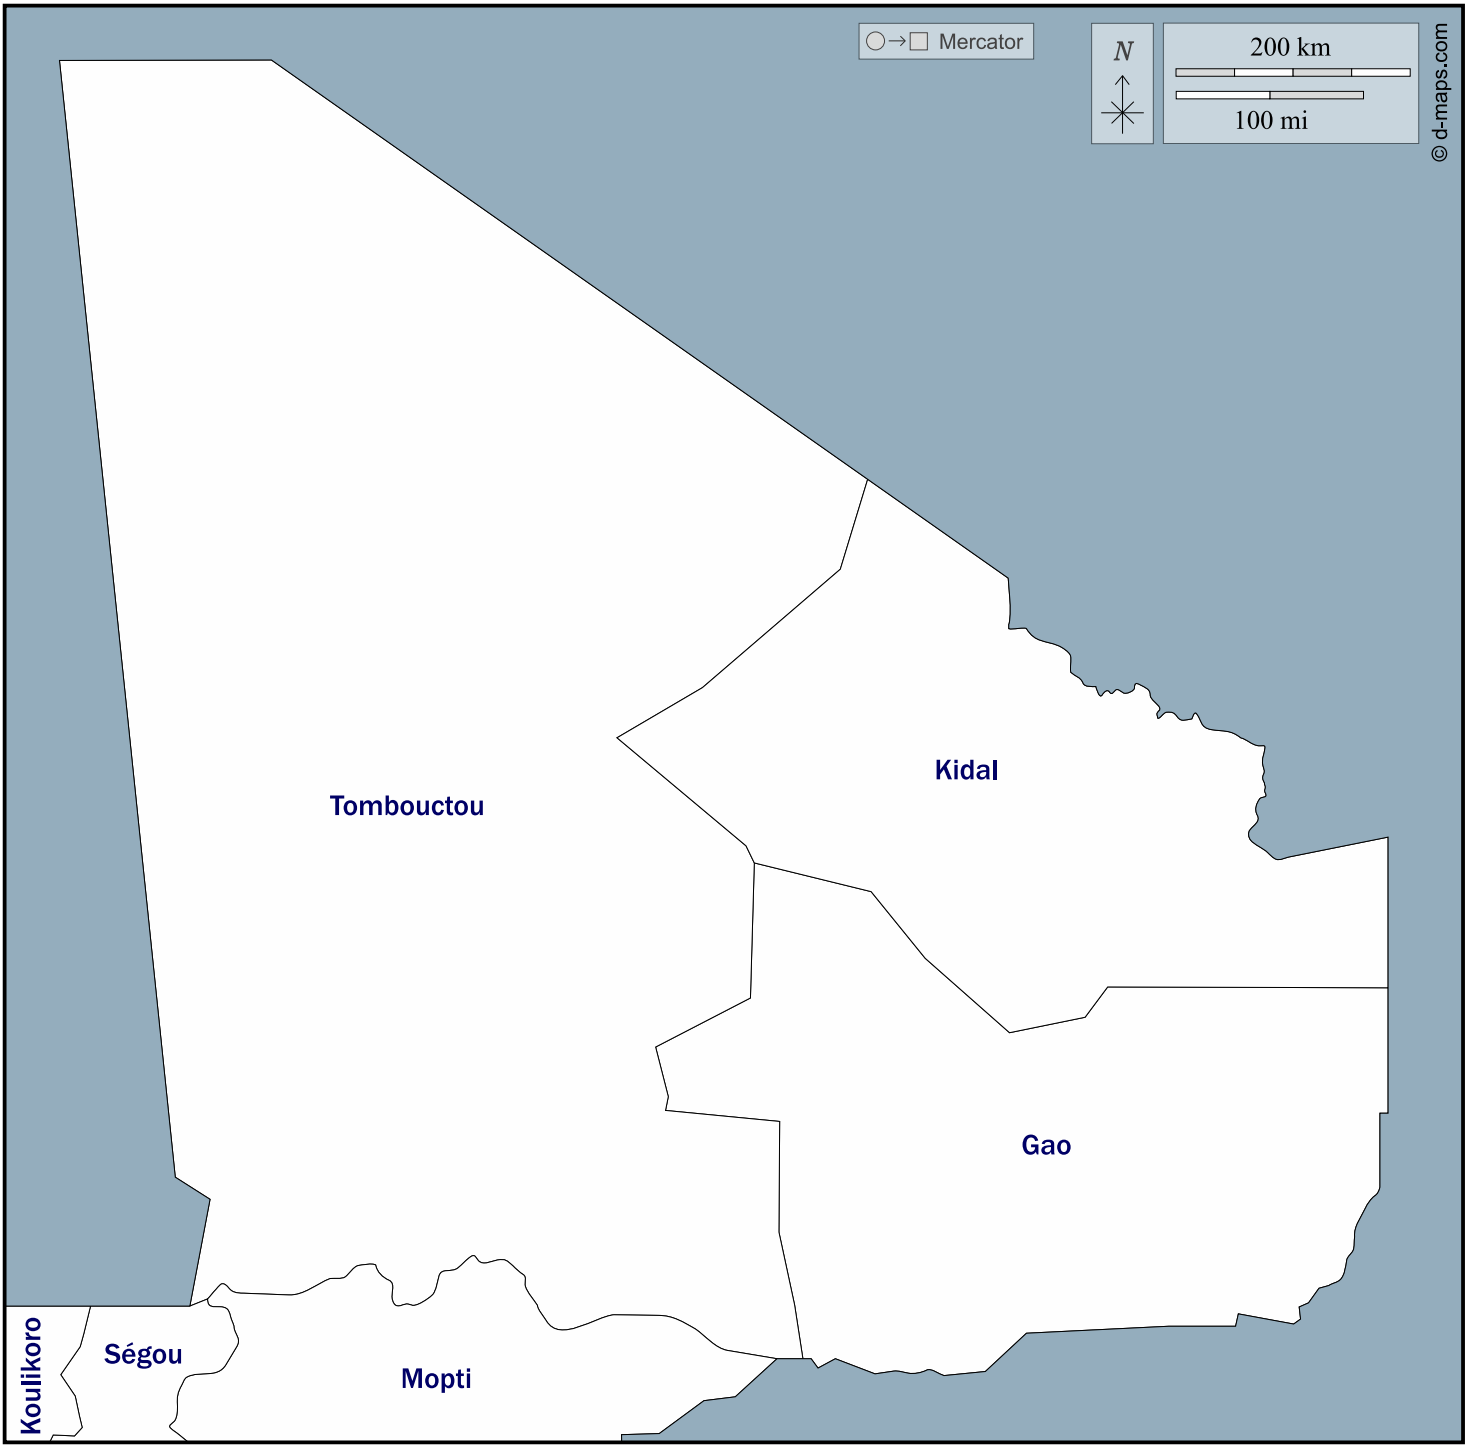 Mercator
N
200 km
100 mi
© d-maps.com
Kidal
Tombouctou
Gao
Koulikoro
Ségou
Mopti